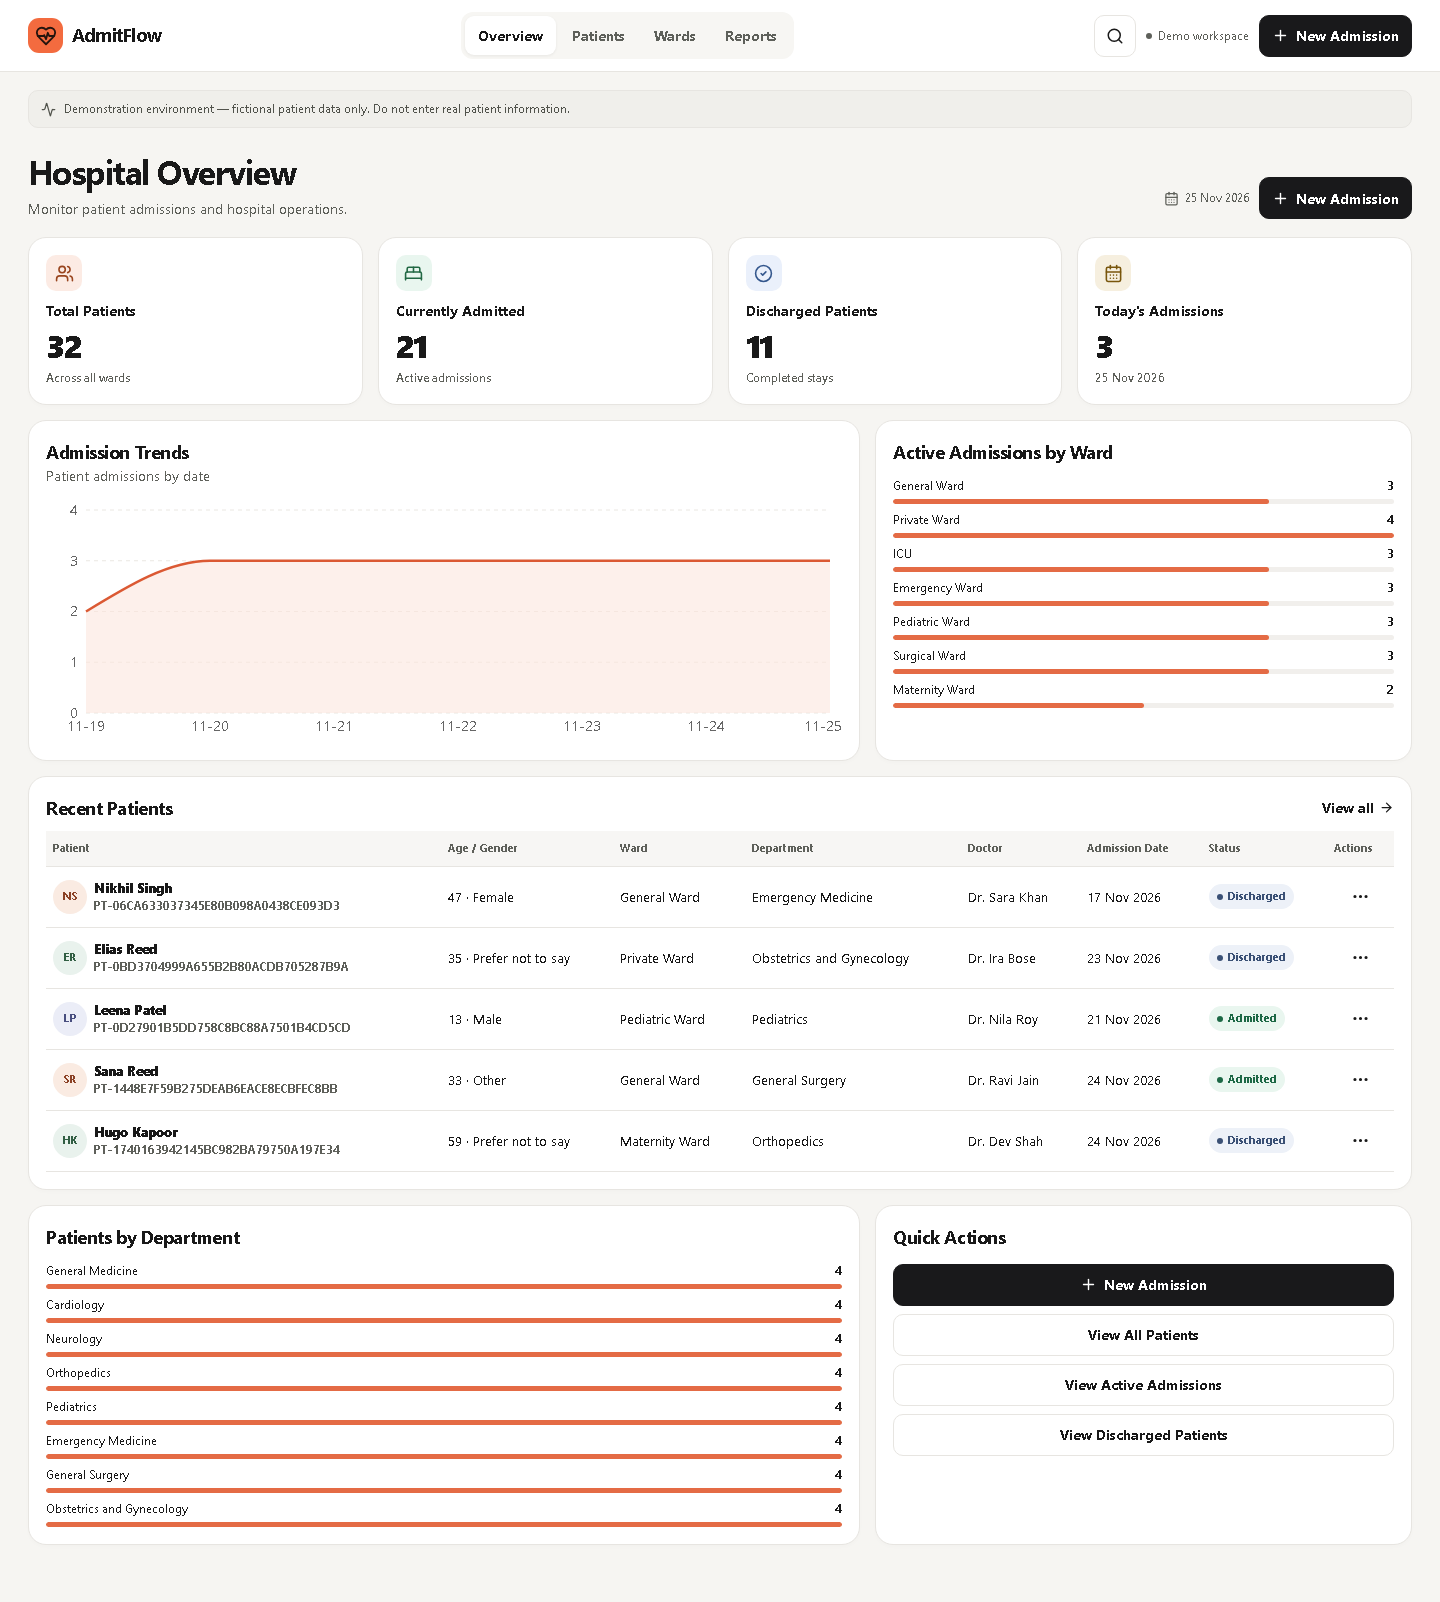 AdmitFlow
Overview
Patients
Wards
Reports
Demo workspace
New Admission
Demonstration environment — fictional patient data only. Do not enter real patient information.
Hospital Overview
Monitor patient admissions and hospital operations.
25 Nov 2026
New Admission
Total Patients
32
Across all wards
Currently Admitted
21
Active admissions
Discharged Patients
11
Completed stays
Today's Admissions
3
25 Nov 2026
Admission Trends
Patient admissions by date
4
3
2
1
0
11-19 11-20 11-21 11-22 11-23 11-24 11-25
Active Admissions by Ward
General Ward 3
Private Ward 4
ICU 3
Emergency Ward 3
Pediatric Ward 3
Surgical Ward 3
Maternity Ward 2
Recent Patients
View all
Patient Age / Gender Ward Department Doctor Admission Date Status Actions
NS Nikhil Singh
PT-06CA633037345E80B098A0438CE093D3
47 · Female General Ward Emergency Medicine Dr. Sara Khan 17 Nov 2026 Discharged
ER Elias Reed
PT-0BD3704999A655B2B80ACDB705287B9A
35 · Prefer not to say Private Ward Obstetrics and Gynecology Dr. Ira Bose 23 Nov 2026 Discharged
LP Leena Patel
PT-0D27901B5DD758C8BC88A7501B4CD5CD
13 · Male Pediatric Ward Pediatrics Dr. Nila Roy 21 Nov 2026 Admitted
SR Sana Reed
PT-1448E7F59B275DEAB6EACE8ECBFEC8BB
33 · Other General Ward General Surgery Dr. Ravi Jain 24 Nov 2026 Admitted
HK Hugo Kapoor
PT-1740163942145BC982BA79750A197E34
59 · Prefer not to say Maternity Ward Orthopedics Dr. Dev Shah 24 Nov 2026 Discharged
Patients by Department
General Medicine 4
Cardiology 4
Neurology 4
Orthopedics 4
Pediatrics 4
Emergency Medicine 4
General Surgery 4
Obstetrics and Gynecology 4
Quick Actions
New Admission
View All Patients
View Active Admissions
View Discharged Patients